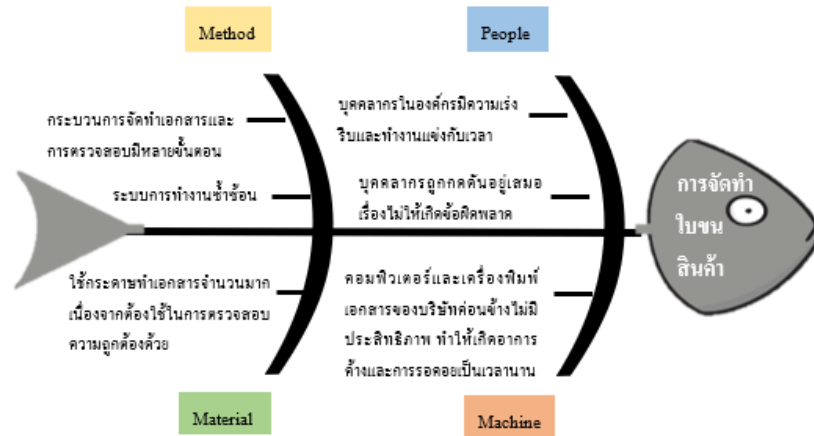 Method
People
กระบวนการจัดทำเอกสารและ
การตรวจสอบมีหลายขั้นตอน
ระบบการทำงานซ้ำซ้อน
บุคคลากรในองค์กรมีความเร่ง
รีบและทำงานแข่งกับเวลา
บุคคลากรถูกกดดันอยู่เสมอ
เรื่องไม่ให้เกิดข้อผิดพลาด
การจัดทำ
ใบขน
สินค้า
ใช้กระดาษทำเอกสารจำนวนมาก
เนื่องจากต้องใช้ในการตรวจสอบ
ความถูกต้องด้วย
คอมพิวเตอร์และเครื่องพิมพ์
เอกสารของบริษัทค่อนข้างไม่มี
ประสิทธิภาพ ทำให้เกิดอาการ
ค้างและการรอคอยเป็นเวลานาน
Material
Machine